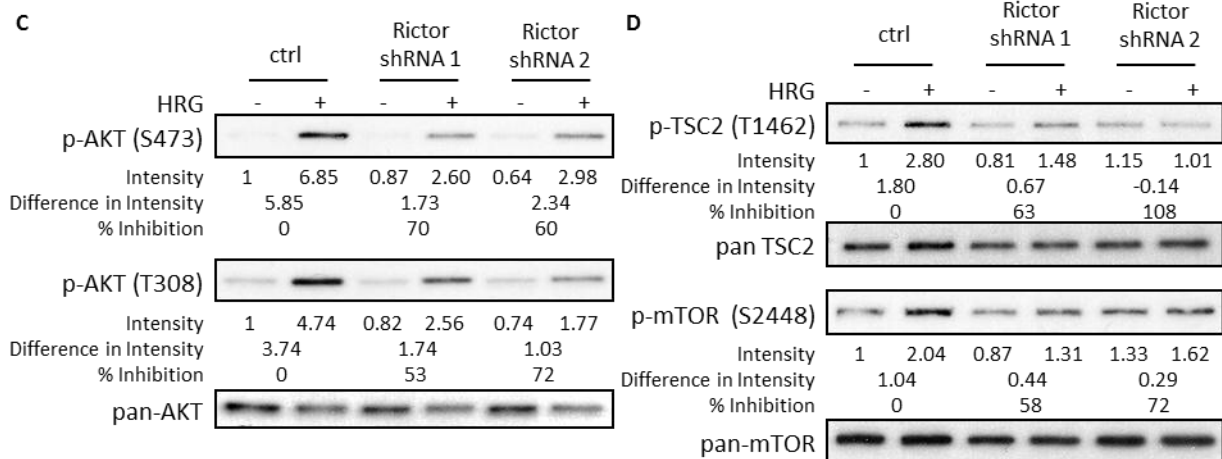 C
ctrl Rictor shRNA 1 Rictor shRNA 2
HRG - + - + - +
p-AKT (S473)
Intensity 1 6.85 0.87 2.60 0.64 2.98
Difference in Intensity 5.85 1.73 2.34
% Inhibition 0 70 60
p-AKT (T308)
Intensity 1 4.74 0.82 2.56 0.74 1.77
Difference in Intensity 3.74 1.74 1.03
% Inhibition 0 53 72
pan-AKT
D
ctrl Rictor shRNA 1 Rictor shRNA 2
HRG - + - + - +
p-TSC2 (T1462)
Intensity 1 2.80 0.81 1.48 1.15 1.01
Difference in Intensity 1.80 0.67 -0.14
% Inhibition 0 63 108
pan TSC2
p-mTOR (S2448)
Intensity 1 2.04 0.87 1.31 1.33 1.62
Difference in Intensity 1.04 0.44 0.29
% Inhibition 0 58 72
pan-mTOR